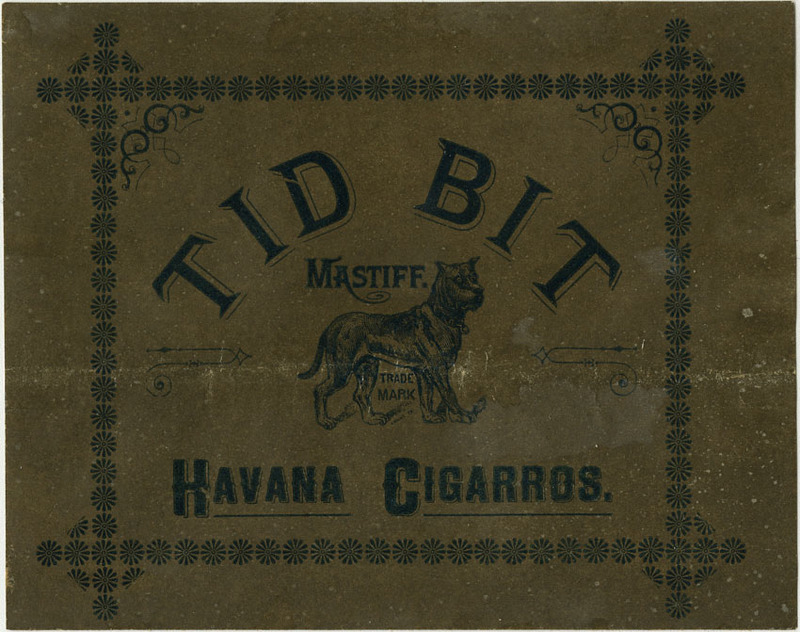 TID BIT
MASTIFF.
TRADE
MARK
HAVANA CIGARROS.